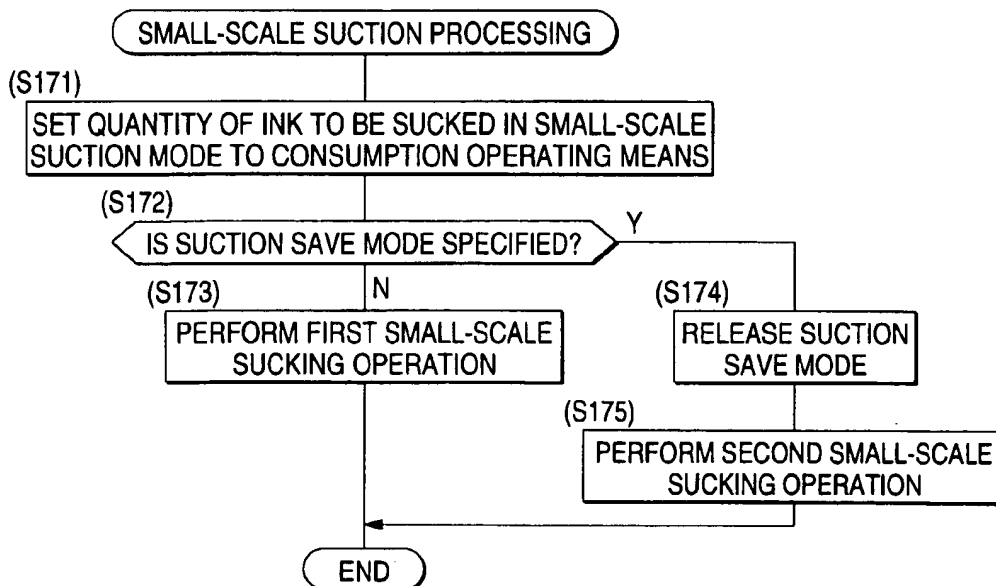 SMALL-SCALE SUCTION PROCESSING
(S171)
SET QUANTITY OF INK TO BE SUCKED IN SMALL-SCALE
SUCTION MODE TO CONSUMPTION OPERATING MEANS
(S172)
IS SUCTION SAVE MODE SPECIFIED?
Y
N
(S173)
PERFORM FIRST SMALL-SCALE
SUCKING OPERATION
(S174)
RELEASE SUCTION
SAVE MODE
(S175)
PERFORM SECOND SMALL-SCALE
SUCKING OPERATION
END